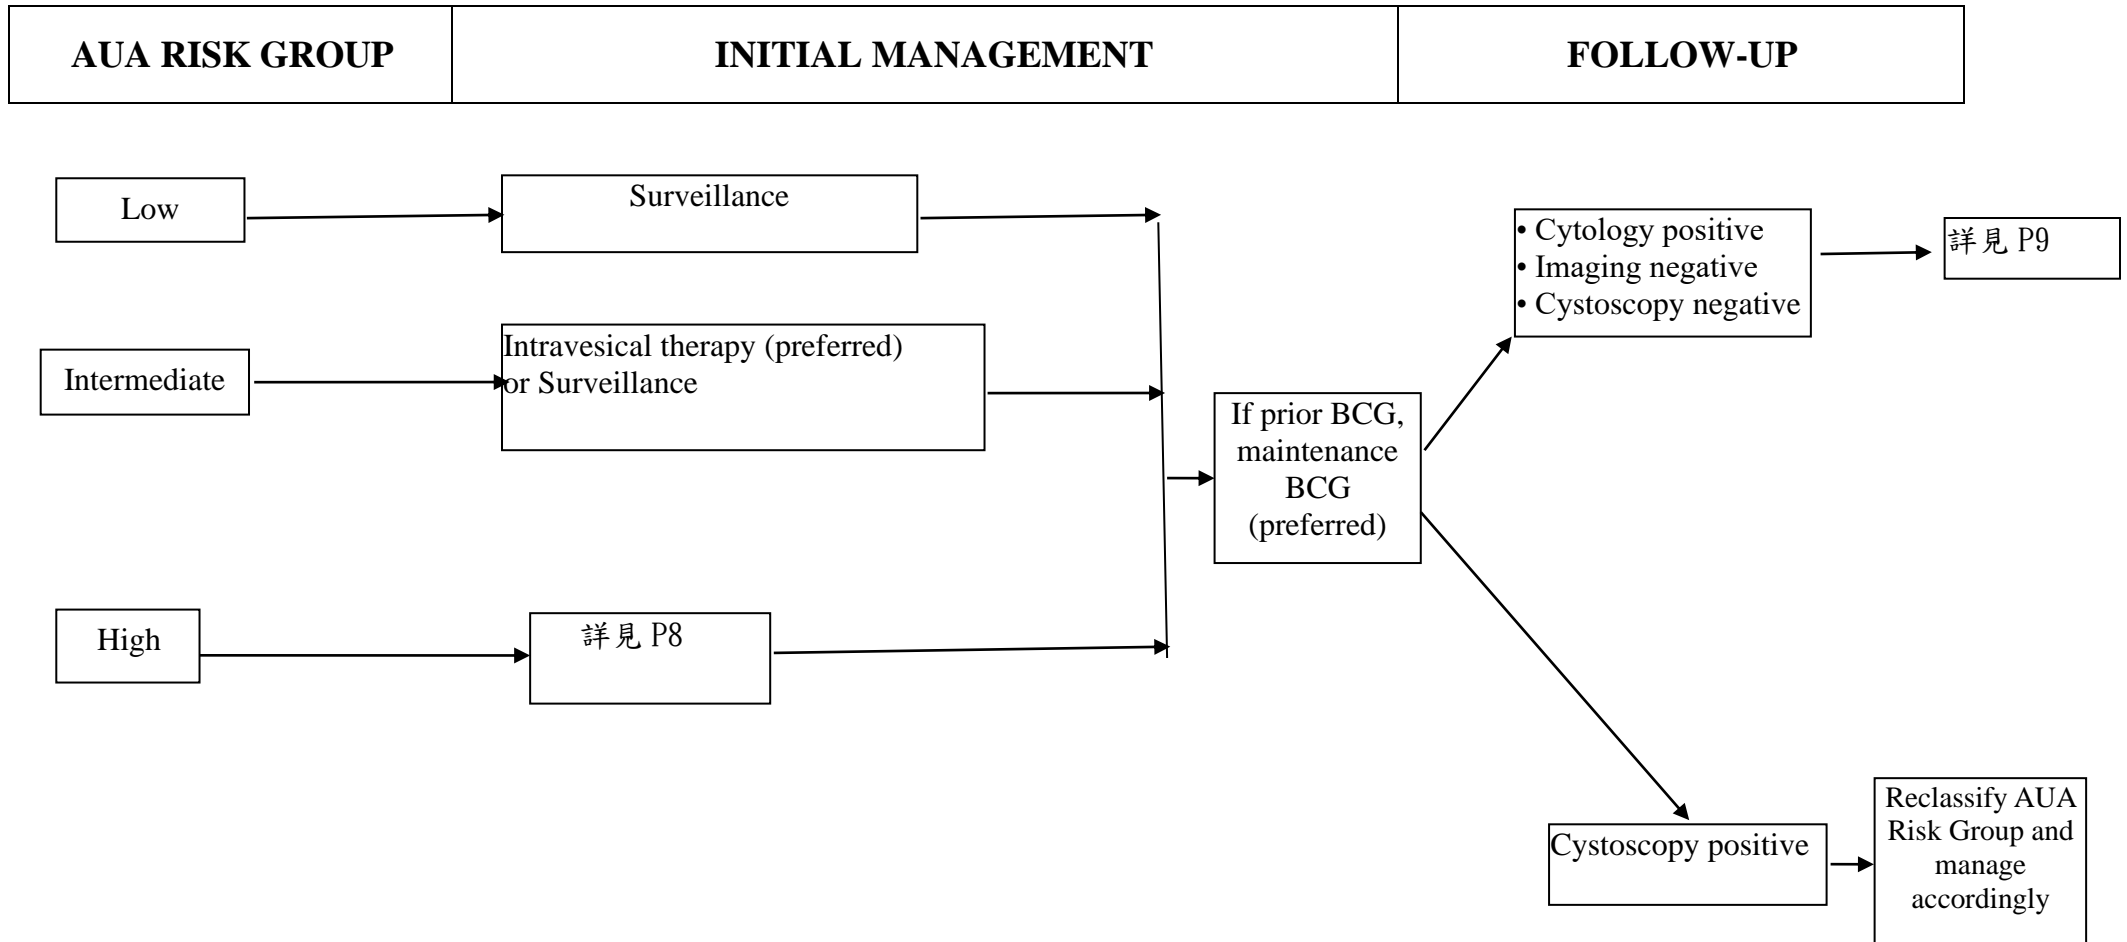 AUA RISK GROUP
INITIAL MANAGEMENT
FOLLOW-UP
Low
Surveillance
• Cytology positive
• Imaging negative
• Cystoscopy negative
詳見 P9
Intermediate
Intravesical therapy (preferred)
or Surveillance
If prior BCG,
maintenance
BCG
(preferred)
High
詳見 P8
Cystoscopy positive
Reclassify AUA
Risk Group and
manage
accordingly